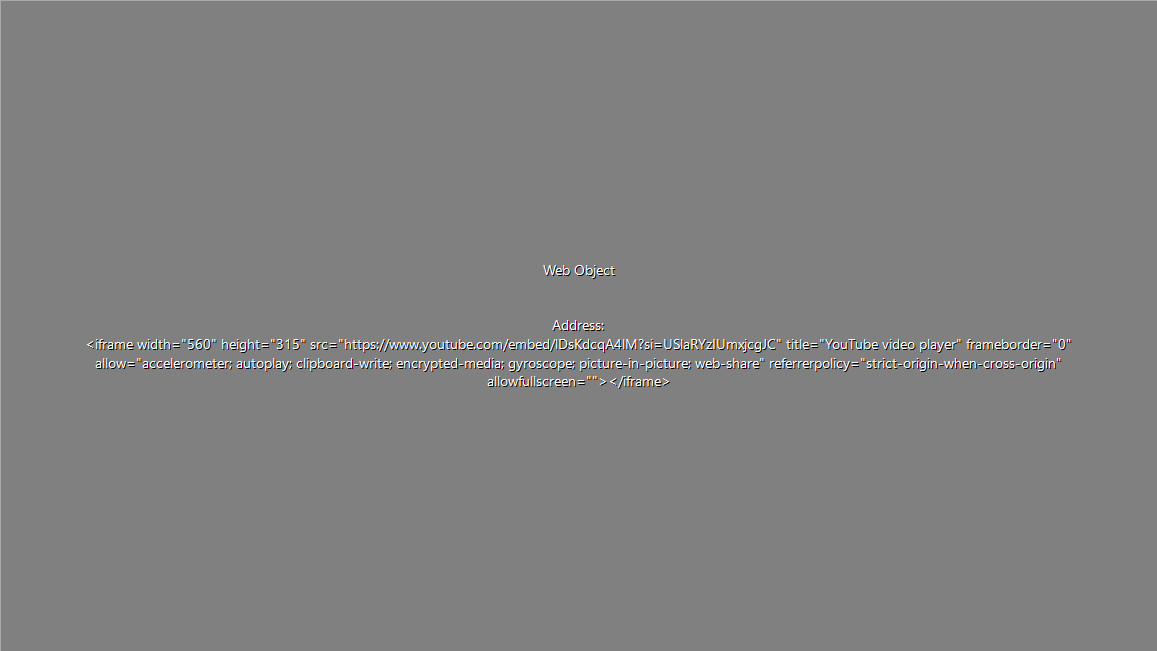 Web Object
Address:
<iframe width="560" height="315" src="https://www.youtube.com/embed/lDsKdcqA4lM?si=USlaRYzlUmxjcgJC" title="YouTube video player" frameborder="0"
allow="accelerometer; autoplay; clipboard-write; encrypted-media; gyroscope; picture-in-picture; web-share" referrerpolicy="strict-origin-when-cross-origin"
allowfullscreen=""></iframe>